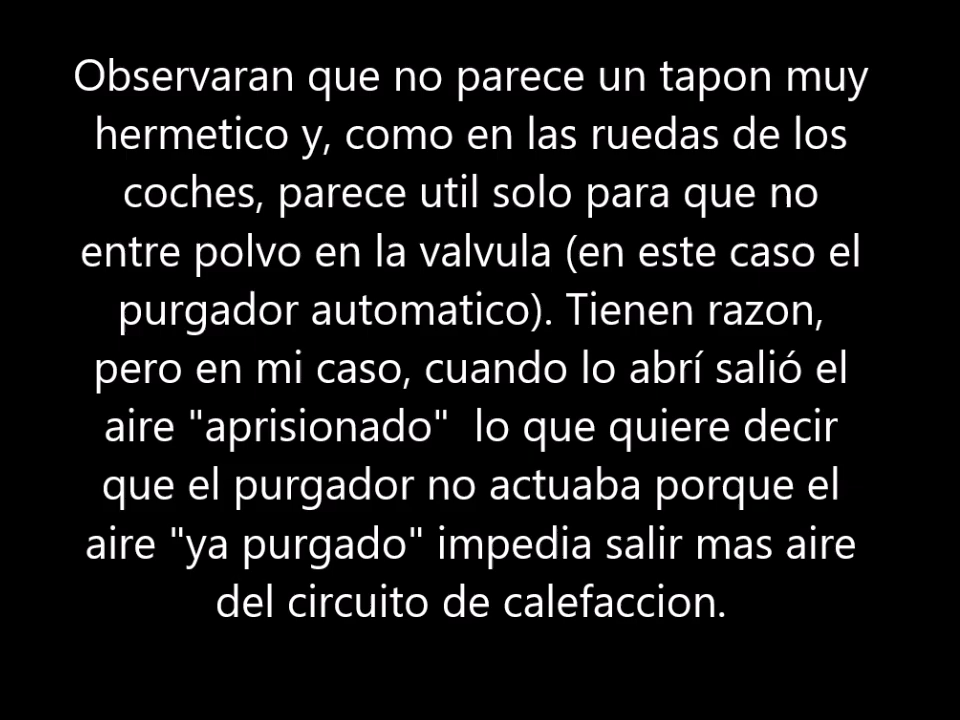 Observaran que no parece un tapon muy
hermetico y, como en las ruedas de los
coches, parece util solo para que no
entre polvo en la valvula (en este caso el
purgador automatico). Tienen razon,
pero en mi caso, cuando lo abrí salió el
aire "aprisionado"  lo que quiere decir
que el purgador no actuaba porque el
aire "ya purgado" impedia salir mas aire
del circuito de calefaccion.